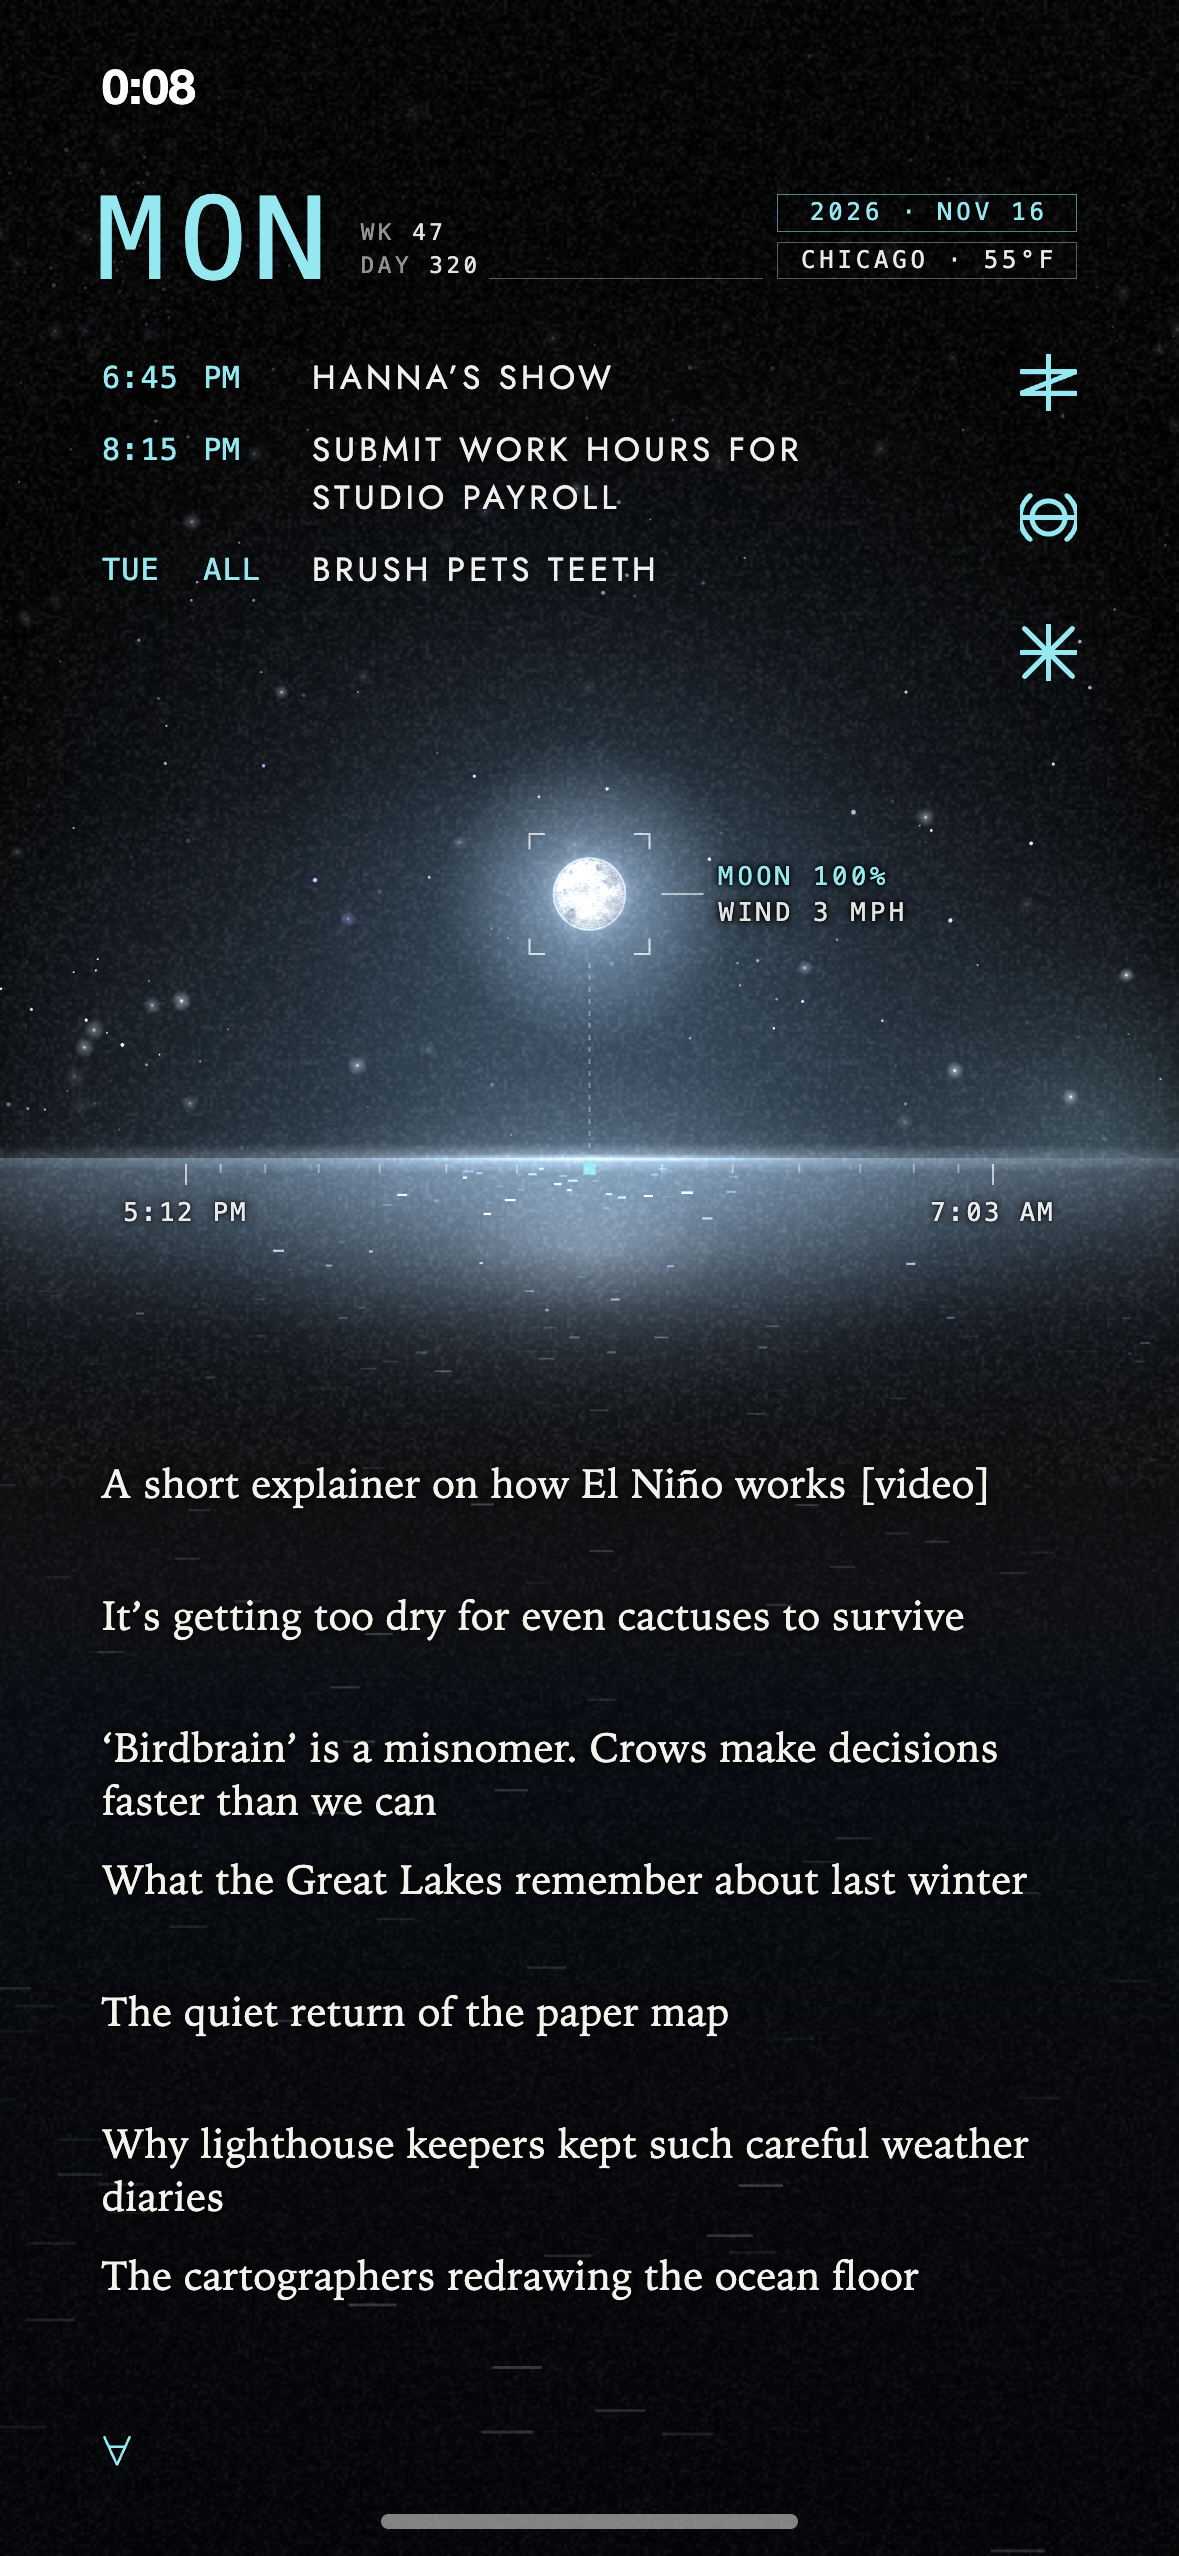 0:08
MON
WK 47
DAY 320
2026 · NOV 16
CHICAGO · 55°F
6:45 PM HANNA’S SHOW
8:15 PM SUBMIT WORK HOURS FOR
STUDIO PAYROLL
TUE ALL BRUSH PETS TEETH
MOON 100%
WIND 3 MPH
5:12 PM
7:03 AM
A short explainer on how El Niño works [video]
It’s getting too dry for even cactuses to survive
‘Birdbrain’ is a misnomer. Crows make decisions
faster than we can
What the Great Lakes remember about last winter
The quiet return of the paper map
Why lighthouse keepers kept such careful weather
diaries
The cartographers redrawing the ocean floor